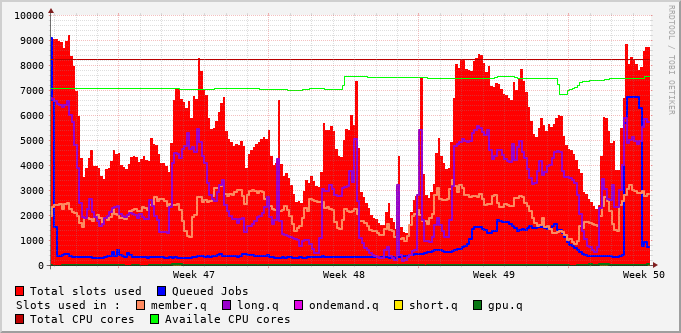 10000
9000
8000
7000
6000
5000
4000
3000
2000
1000
0
Week 47 Week 48 Week 49 Week 50
Total slots used Queued Jobs
Slots used in : member.q long.q ondemand.q short.q gpu.q
Total CPU cores Availale CPU cores
RRDTOOL / TOBI OETIKER